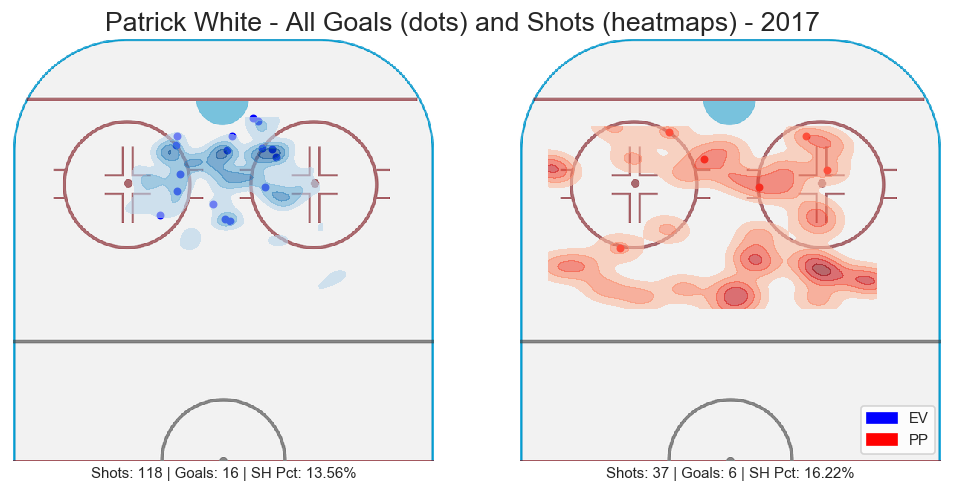 Patrick White - All Goals (dots) and Shots (heatmaps) - 2017
EV
PP
Shots: 118 | Goals: 16 | SH Pct: 13.56%
Shots: 37 | Goals: 6 | SH Pct: 16.22%